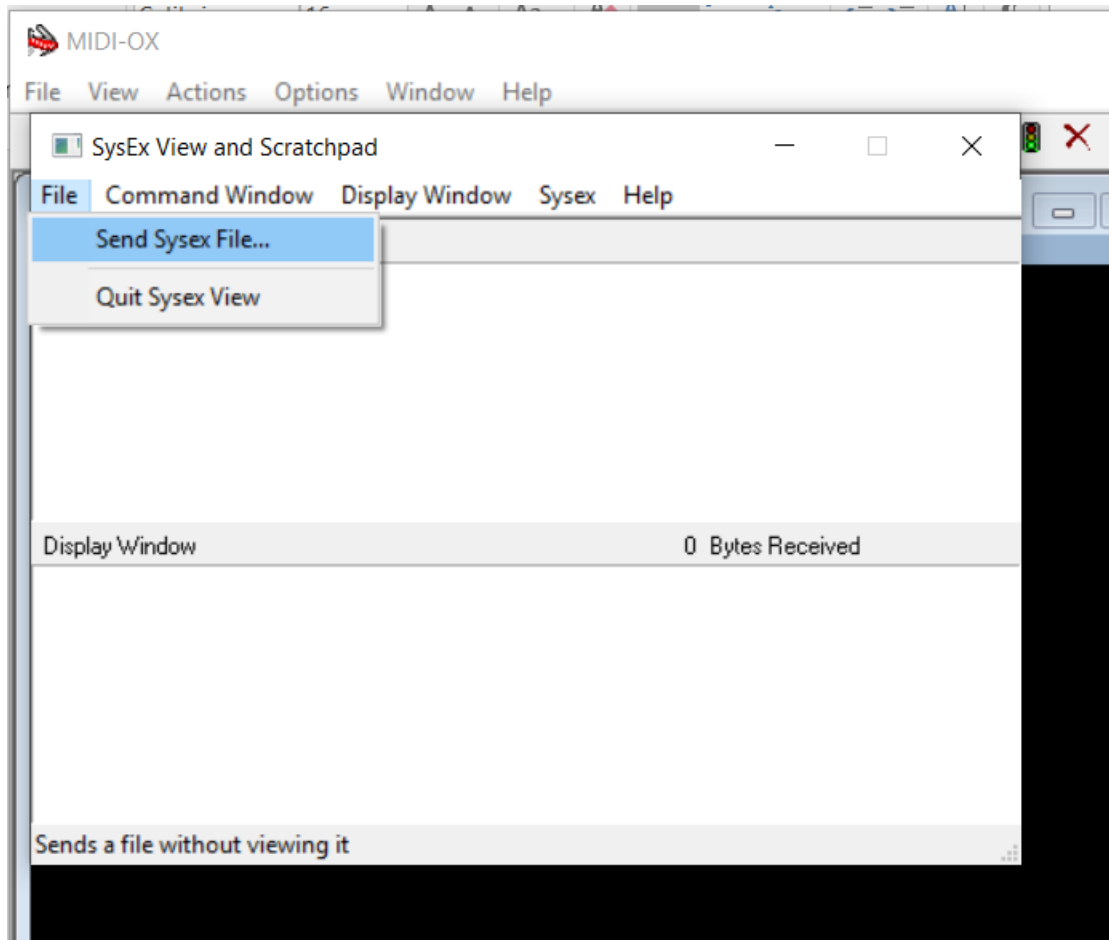 MIDI-OX
File View Actions Options Window Help
SysEx View and Scratchpad
File Command Window Display Window Sysex Help
Send Sysex File...
Quit Sysex View
Display Window 0 Bytes Received
Sends a file without viewing it